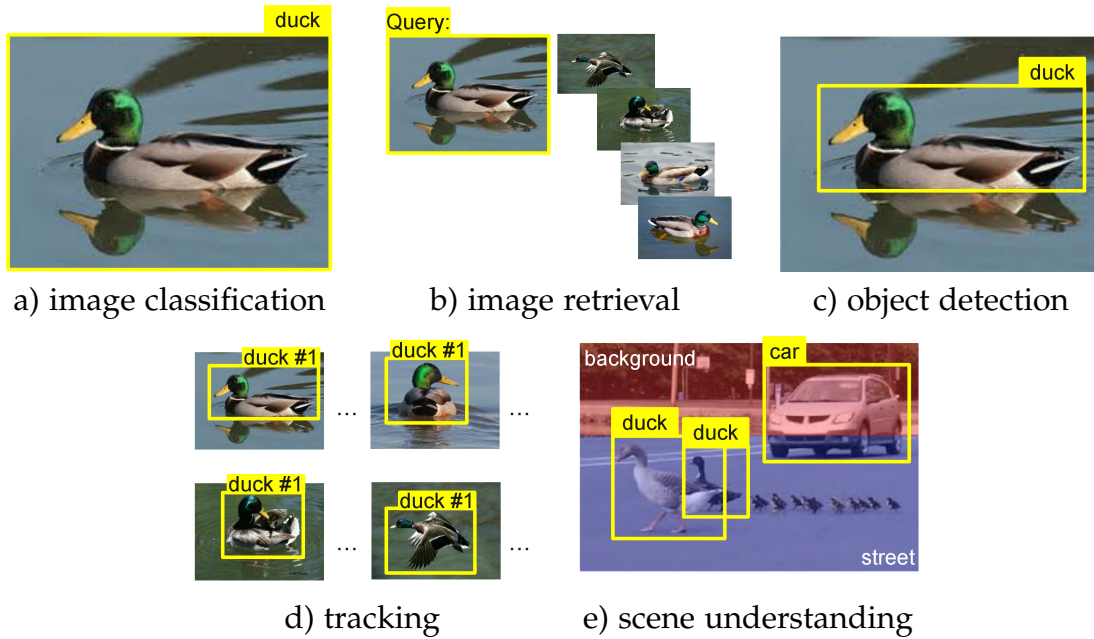 duck
Query:
duck
a) image classification
b) image retrieval
c) object detection
duck #1
...
duck #1
...
background
car
duck
duck
duck #1
...
duck #1
...
street
d) tracking
e) scene understanding